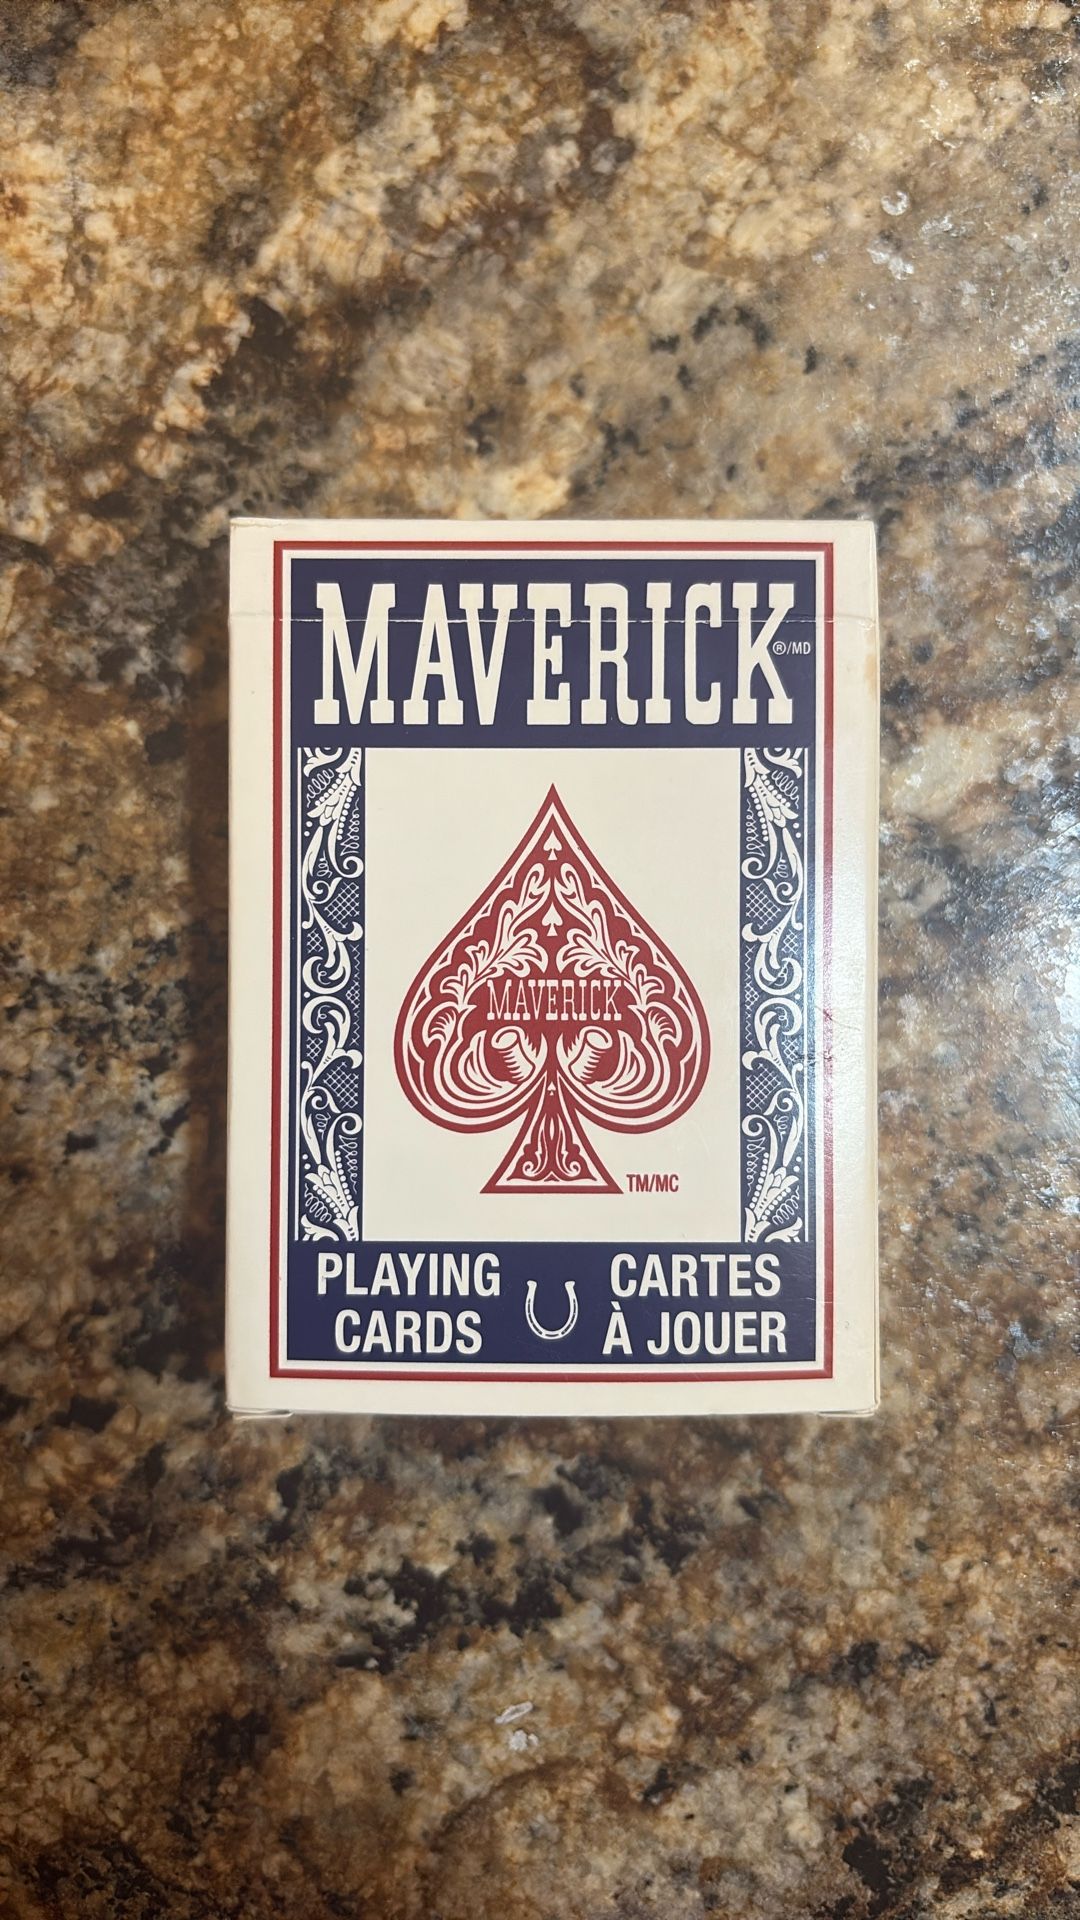 MAVERICK
®/MD
MAVERICK
TM/MC
PLAYING
CARDS
CARTES
À JOUER